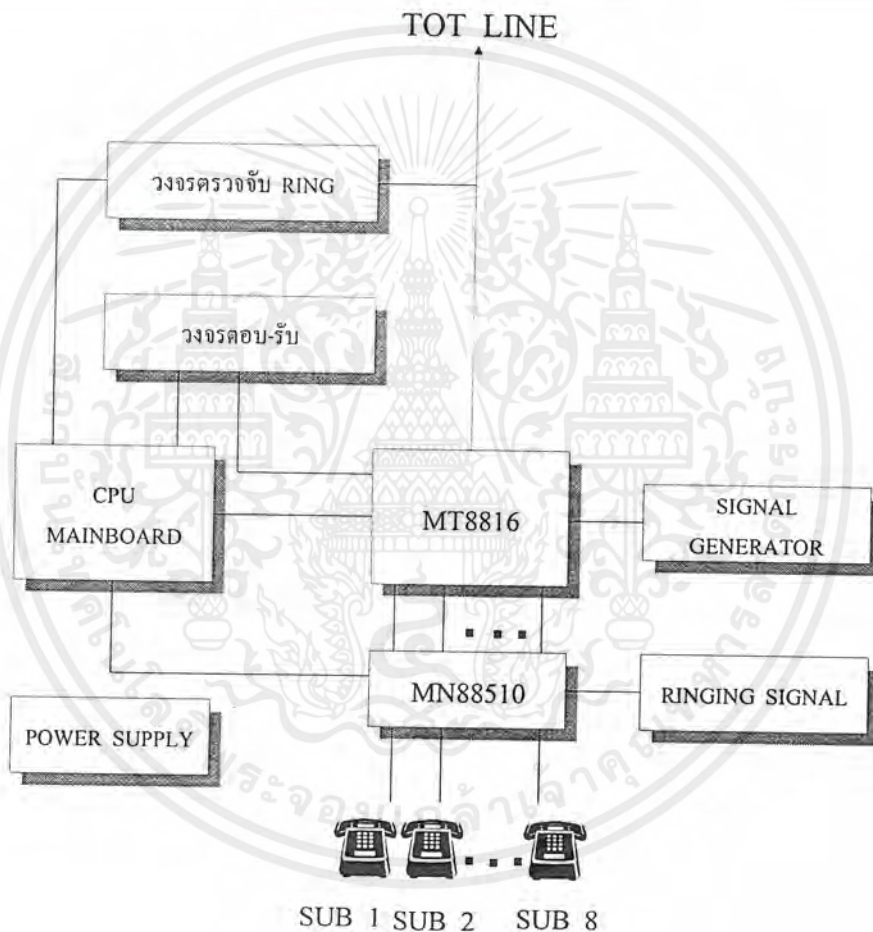 TOT LINE
วงจรตรวจจับ RING
วงจรตอบ-รับ
CPU
MAINBOARD
MT8816
SIGNAL
GENERATOR
MN88510
RINGING SIGNAL
POWER SUPPLY
SUB 1 SUB 2 SUB 8